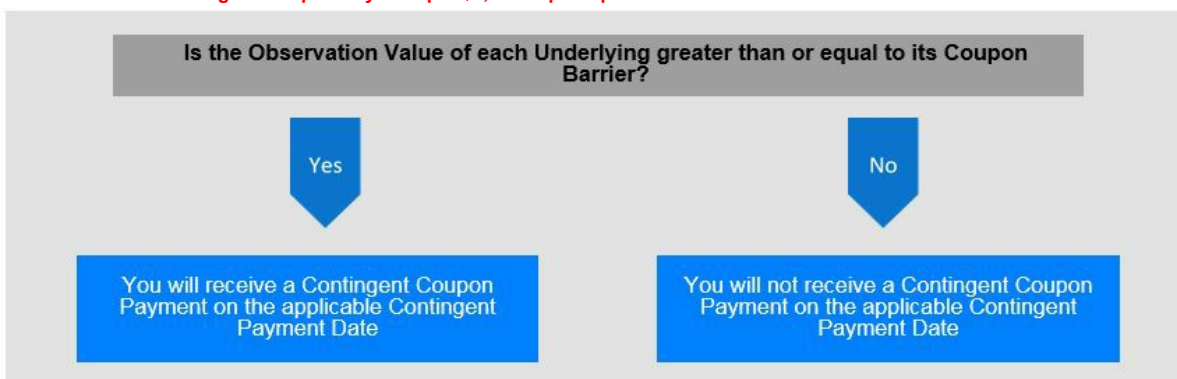 Is the Observation Value of each Underlying greater than or equal to its Coupon
Barrier?
Yes
No
You will receive a Contingent Coupon
Payment on the applicable Contingent
Payment Date
You will not receive a Contingent Coupon
Payment on the applicable Contingent
Payment Date